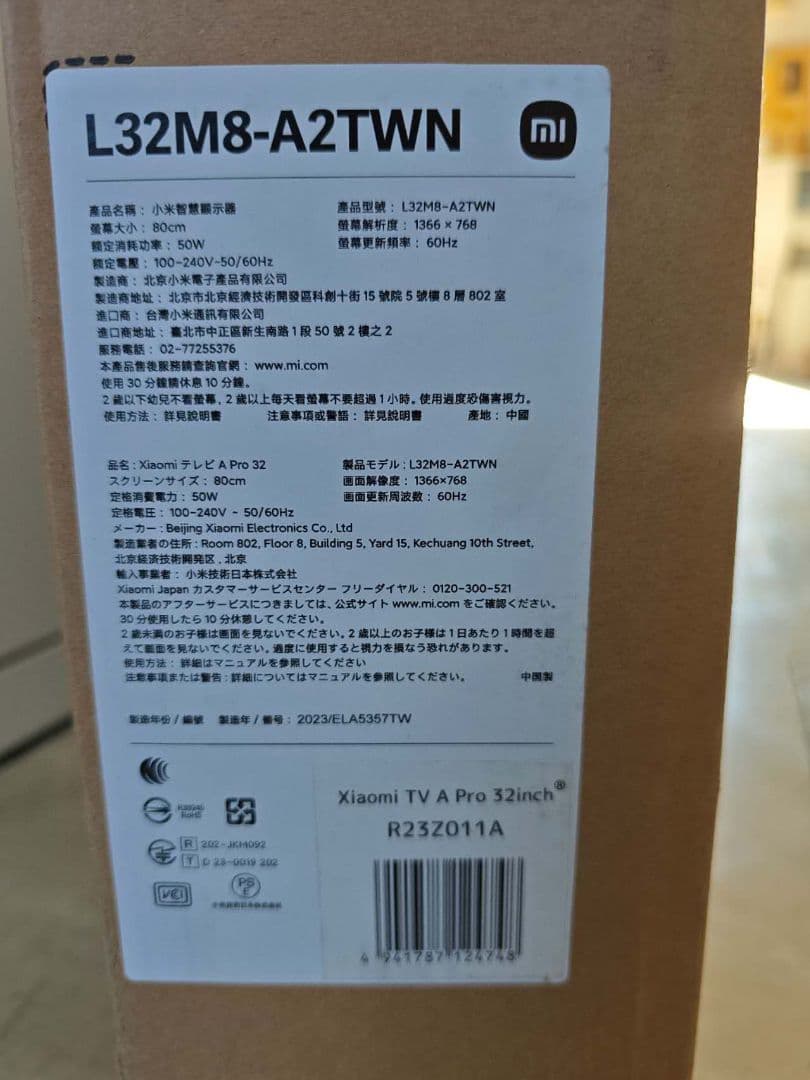 L32M8-A2TWN
mi
產品名稱：小米智慧顯示器
產品型號：L32M8-A2TWN
螢幕大小：80cm
螢幕解析度：1366 × 768
額定消耗功率：50W
螢幕更新頻率：60Hz
額定電壓：100-240V~50/60Hz
製造商：北京小米電子產品有限公司
製造商地址：北京市北京經濟技術開發區科創十街 15 號院 5 號樓 8 層 802 室
進口商：台灣小米通訊有限公司
進口商地址：臺北市中正區新生南路 1 段 50 號 2 樓之 2
服務電話：02-77255376
本產品售後服務請查詢官網：www.mi.com
使用 30 分鐘請休息 10 分鐘。
2 歲以下幼兒不看螢幕，2 歲以上每天看螢幕不要超過 1 小時。使用過度恐傷害視力。
使用方法：詳見說明書 注意事項或警語：詳見說明書 產地：中國
品名：Xiaomi テレビ A Pro 32
製品モデル：L32M8-A2TWN
スクリーンサイズ：80cm
画面解像度：1366×768
定格消費電力：50W
画面更新周波数：60Hz
定格電圧：100-240V ~ 50/60Hz
メーカー：Beijing Xiaomi Electronics Co., Ltd
製造業者の住所：Room 802, Floor 8, Building 5, Yard 15, Kechuang 10th Street,
北京経済技術開発区，北京
輸入事業者：小米技術日本株式会社
Xiaomi Japan カスタマーサービスセンター フリーダイヤル：0120-300-521
本製品のアフターサービスにつきましては、公式サイト www.mi.com をご確認ください。
30 分使用したら 10 分休憩してください。
2 歳未満のお子様は画面を見ないでください。2 歳以上のお子様は 1 日あたり 1 時間を超
えて画面を見ないでください。過度に使用すると視力を損なう恐れがあります。
使用方法：詳細はマニュアルを参照してください
注意事項または警告：詳細についてはマニュアルを参照してください。 中国製
製造年份 / 編號 製造年 / 番号：2023/ELA5357TW
Xiaomi TV A Pro 32inch®
R23Z011A
RoHS
R 202-JKH092
T D 23-0019 202
VCCI
PS E
4 941787 124748